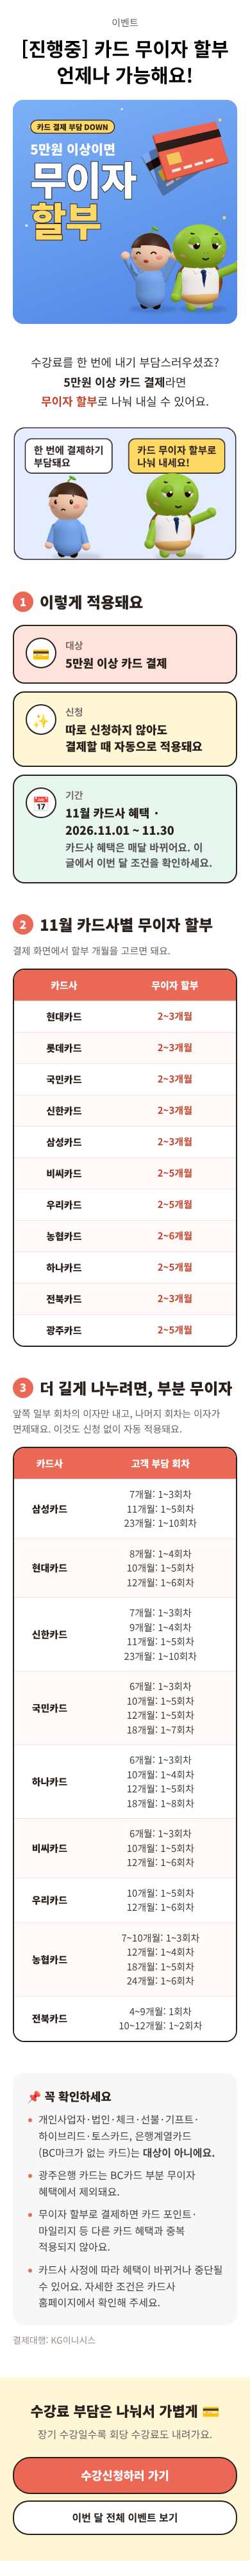 이벤트
[진행중] 카드 무이자 할부
언제나 가능해요!
카드 결제 부담 DOWN
5만원 이상이면
무이자
할부
수강료를 한 번에 내기 부담스러우셨죠?
5만원 이상 카드 결제라면
무이자 할부로 나눠 내실 수 있어요.
한 번에 결제하기
부담돼요
카드 무이자 할부로
나눠 내세요!
1 이렇게 적용돼요
대상
5만원 이상 카드 결제
신청
따로 신청하지 않아도
결제할 때 자동으로 적용돼요
기간
11월 카드사 혜택 ·
2026.11.01 ~ 11.30
카드사 혜택은 매달 바뀌어요. 이
글에서 이번 달 조건을 확인하세요.
2 11월 카드사별 무이자 할부
결제 화면에서 할부 개월을 고르면 돼요.
카드사 무이자 할부
현대카드 2~3개월
롯데카드 2~3개월
국민카드 2~3개월
신한카드 2~3개월
삼성카드 2~3개월
비씨카드 2~5개월
우리카드 2~5개월
농협카드 2~6개월
하나카드 2~5개월
전북카드 2~3개월
광주카드 2~5개월
3 더 길게 나누려면, 부분 무이자
앞쪽 일부 회차의 이자만 내고, 나머지 회차는 이자가
면제돼요. 이것도 신청 없이 자동 적용돼요.
카드사 고객 부담 회차
삼성카드
7개월: 1~3회차
11개월: 1~5회차
23개월: 1~10회차
현대카드
8개월: 1~4회차
10개월: 1~5회차
12개월: 1~6회차
신한카드
7개월: 1~3회차
9개월: 1~4회차
11개월: 1~5회차
23개월: 1~10회차
국민카드
6개월: 1~3회차
10개월: 1~5회차
12개월: 1~5회차
18개월: 1~7회차
하나카드
6개월: 1~3회차
10개월: 1~4회차
12개월: 1~5회차
18개월: 1~8회차
비씨카드
6개월: 1~3회차
10개월: 1~5회차
12개월: 1~6회차
우리카드
10개월: 1~5회차
12개월: 1~6회차
농협카드
7~10개월: 1~3회차
12개월: 1~4회차
18개월: 1~5회차
24개월: 1~6회차
전북카드
4~9개월: 1회차
10~12개월: 1~2회차
📌 꼭 확인하세요
개인사업자·법인·체크·선불·기프트·
하이브리드·토스카드, 은행계열카드
(BC마크가 없는 카드)는 대상이 아니에요.
광주은행 카드는 BC카드 부분 무이자
혜택에서 제외돼요.
무이자 할부로 결제하면 카드 포인트·
마일리지 등 다른 카드 혜택과 중복
적용되지 않아요.
카드사 사정에 따라 혜택이 바뀌거나 중단될
수 있어요. 자세한 조건은 카드사
홈페이지에서 확인해 주세요.
결제대행: KG이니시스
수강료 부담은 나눠서 가볍게 💳
장기 수강일수록 회당 수강료도 내려가요.
수강신청하러 가기
이번 달 전체 이벤트 보기